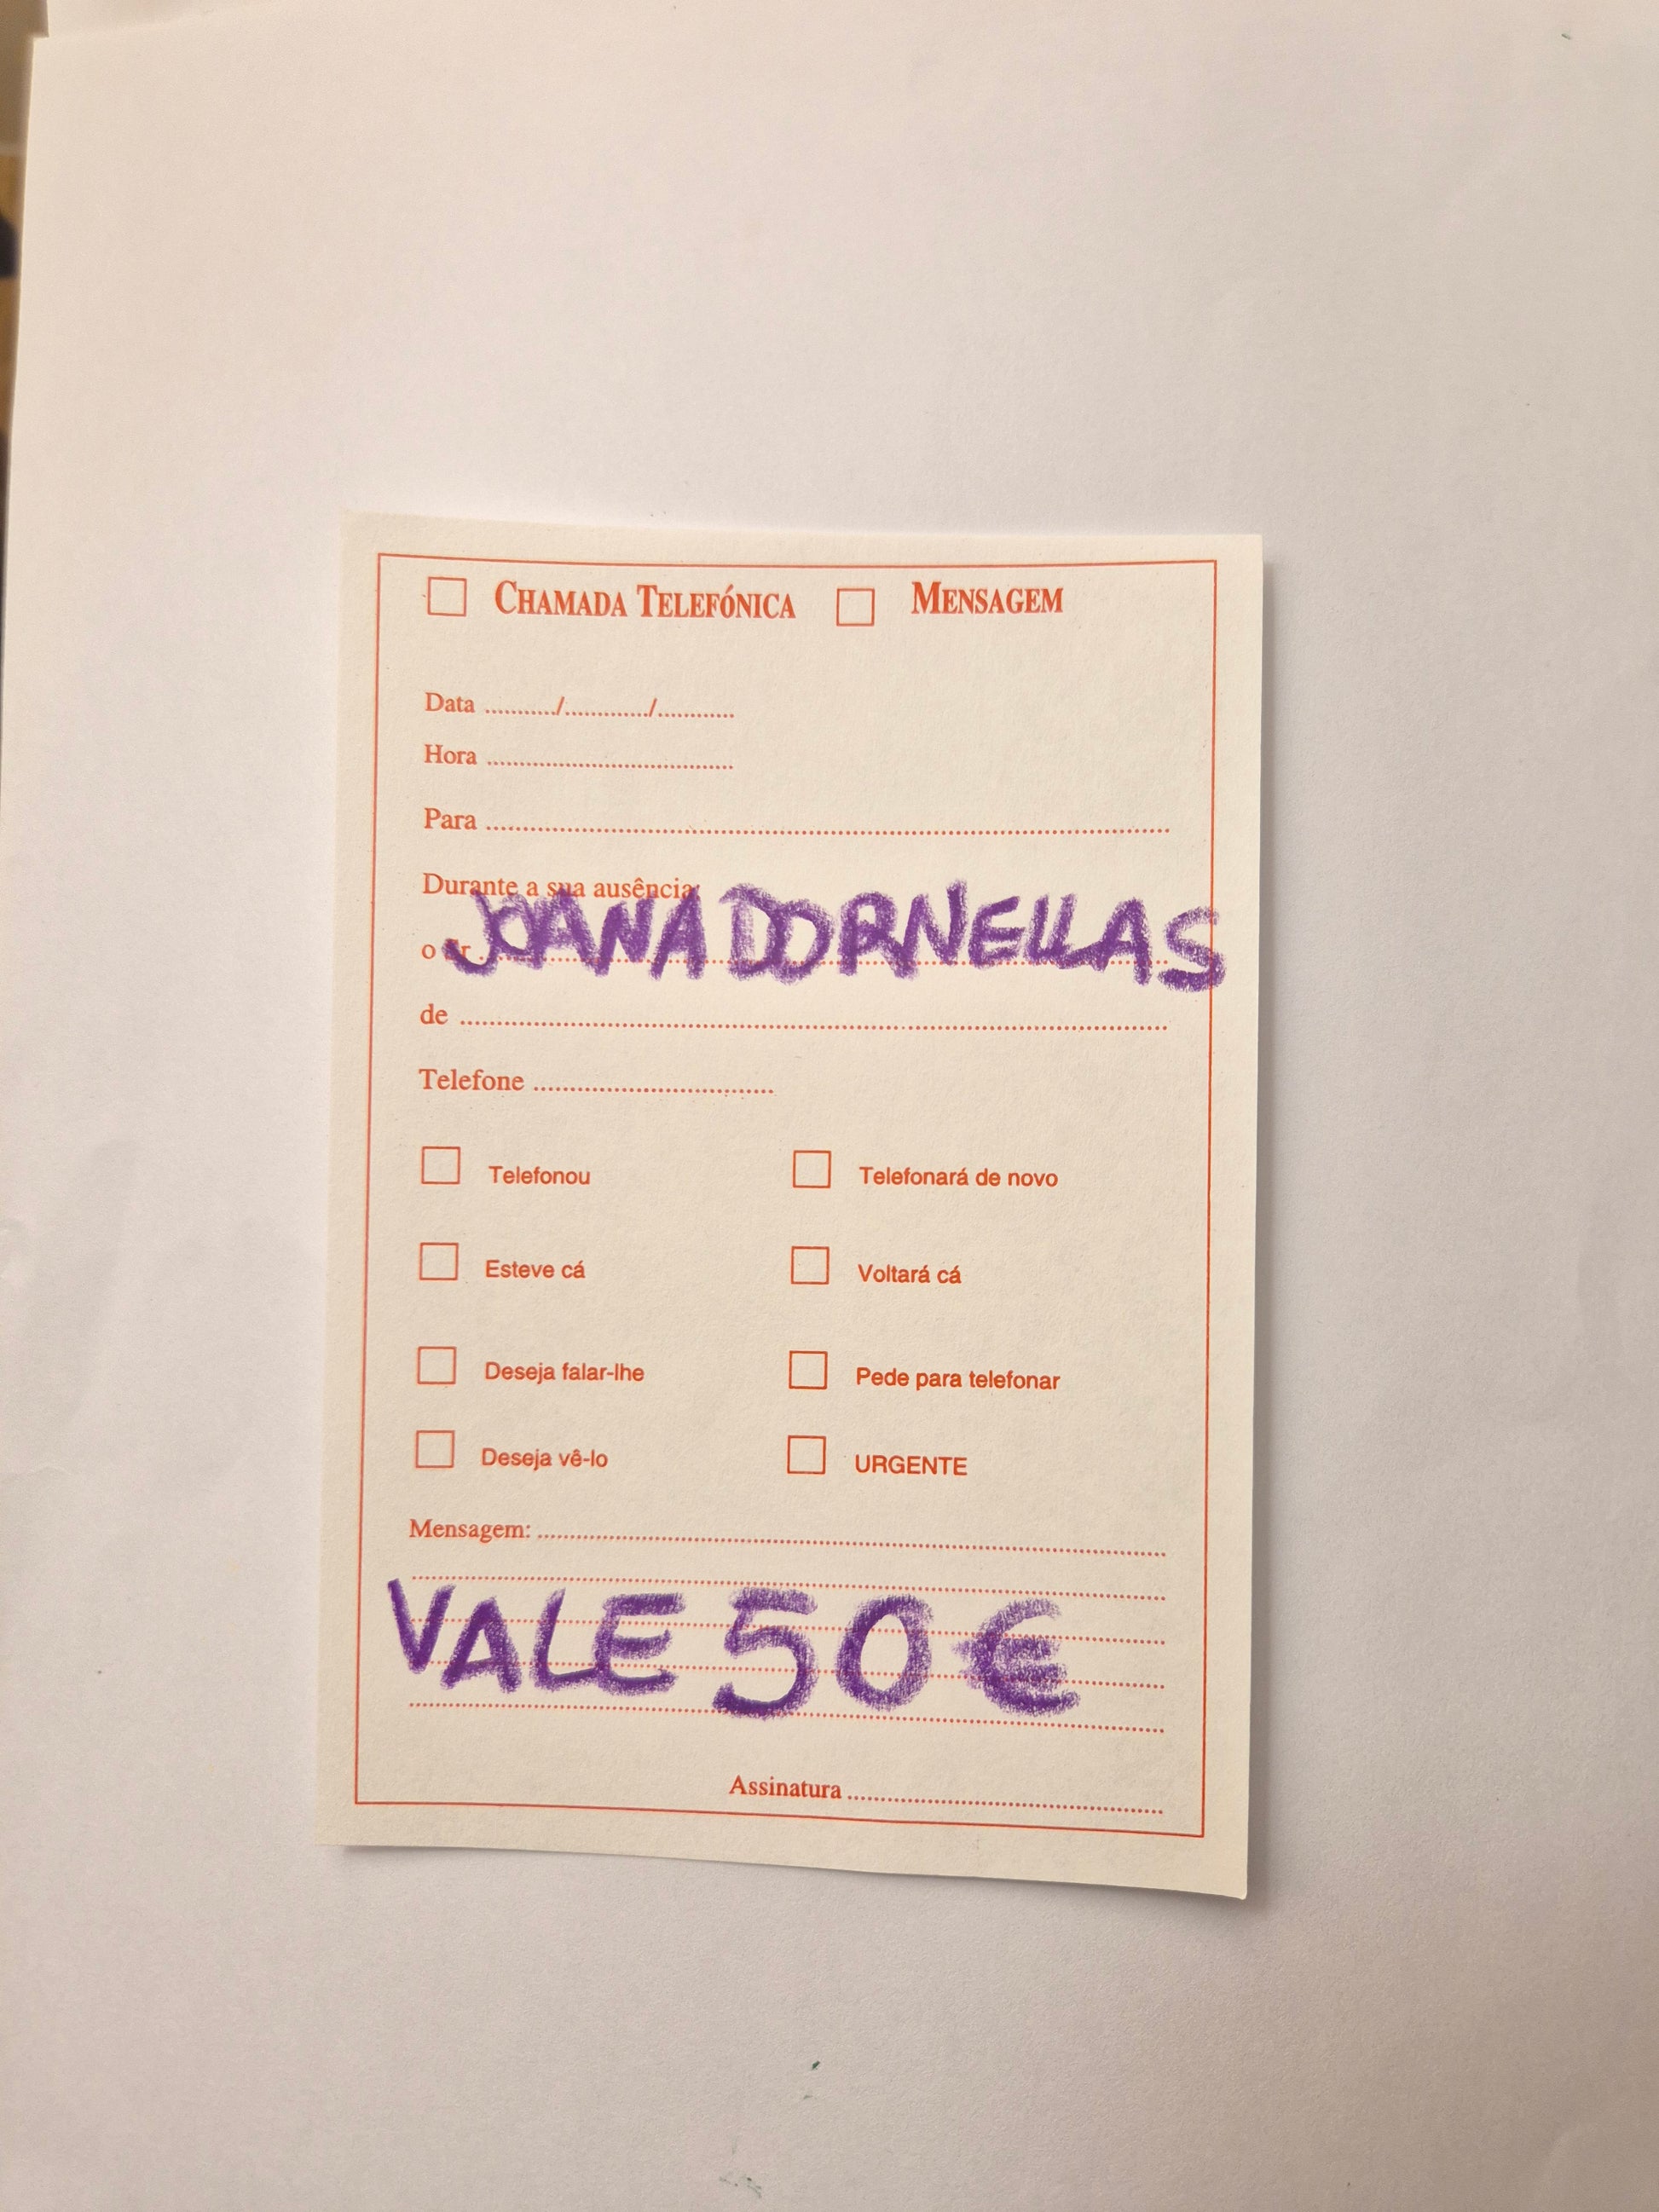 CHAMADA TELEFÓNICA MENSAGEM
Data ........../............/...........
Hora ....................................
Para ....................................
Durante a sua ausência:
o Sr. JOANA DORNELLAS
de ....................................
Telefone ....................................
Telefonou Telefonará de novo
Esteve cá Voltará cá
Deseja falar-lhe Pede para telefonar
Deseja vê-lo URGENTE
Mensagem: ....................................
VALE 50€
Assinatura ....................................